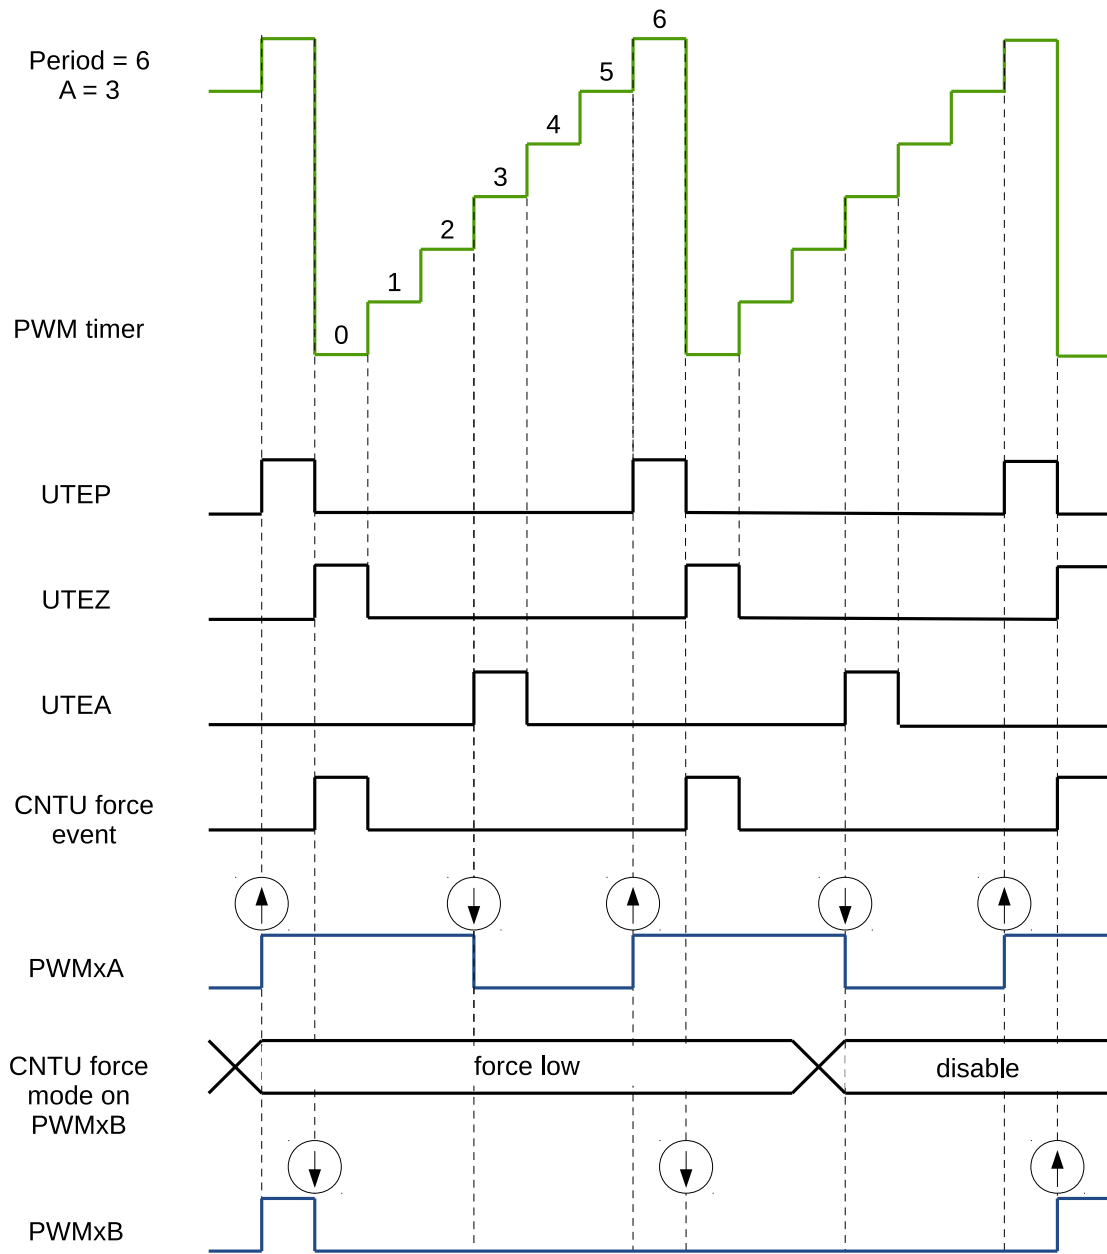 6
Period = 6
A = 3
5
4
3
2
1
0
PWM timer
UTEP
UTEZ
UTEA
CNTU force
event
PWMxA
CNTU force
mode on
PWMxB
force low
disable
PWMxB